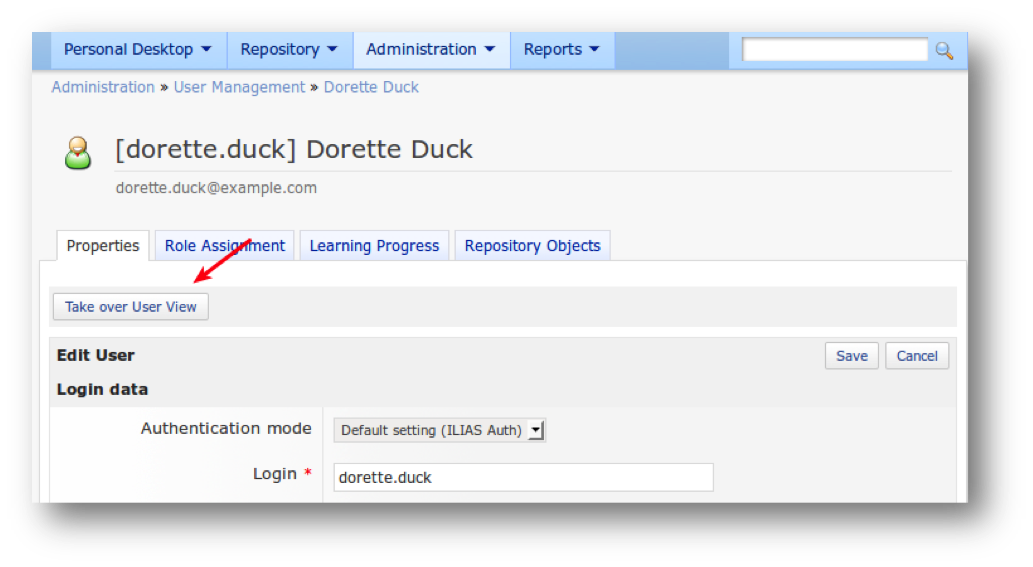 Personal Desktop Repository Administration Reports
Administration » User Management » Dorette Duck
[dorette.duck] Dorette Duck
dorette.duck@example.com
Properties Role Assignment Learning Progress Repository Objects
Take over User View
Edit User Save Cancel
Login data
Authentication mode Default setting (ILIAS Auth)
Login * dorette.duck